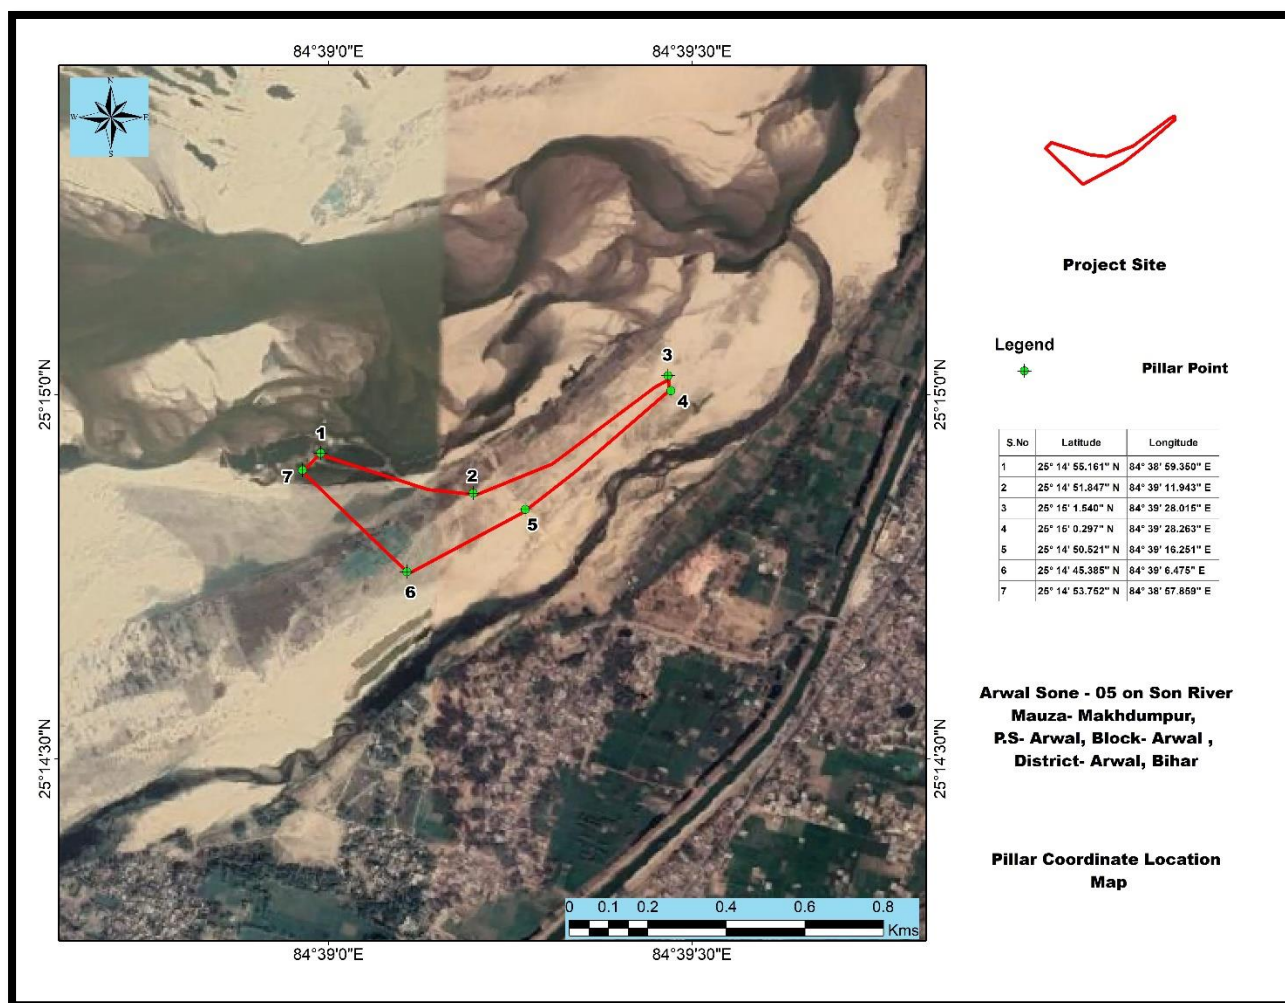 84°39'0"E 84°39'30"E
N
W E
S
25°15'0"N 25°15'0"N
3
4
1
7
2
5
6
25°14'30"N 25°14'30"N
0 0.1 0.2 0.4 0.6 0.8
Kms
84°39'0"E 84°39'30"E
Project Site
Legend
Pillar Point
S.No Latitude Longitude
1 25° 14' 55.161" N 84° 38' 59.350" E
2 25° 14' 51.847" N 84° 39' 11.943" E
3 25° 15' 1.540" N 84° 39' 28.015" E
4 25° 15' 0.297" N 84° 39' 28.263" E
5 25° 14' 50.521" N 84° 39' 16.251" E
6 25° 14' 45.385" N 84° 39' 6.475" E
7 25° 14' 53.752" N 84° 38' 57.859" E
Arwal Sone - 05 on Son River
Mauza- Makhdumpur,
P.S- Arwal, Block- Arwal ,
District- Arwal, Bihar
Pillar Coordinate Location
Map